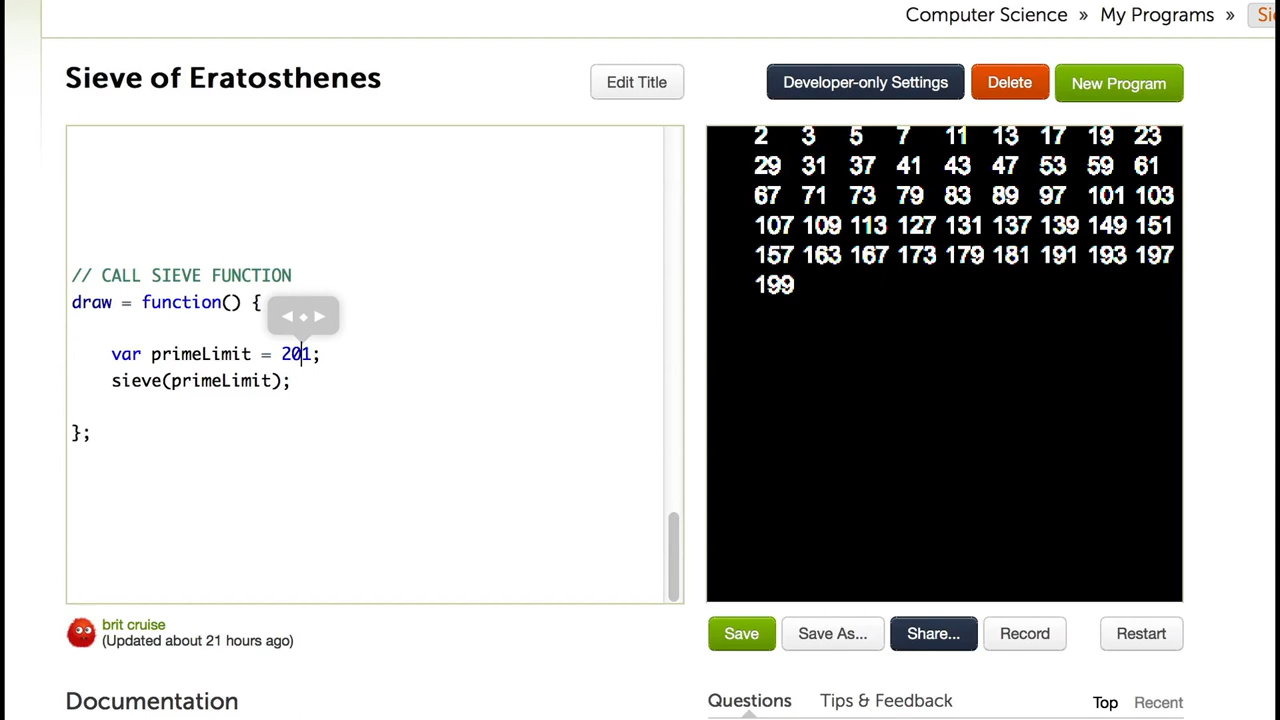 Computer Science » My Programs »
Sieve of Eratosthenes
Edit Title
Developer-only Settings
Delete
New Program
// CALL SIEVE FUNCTION
draw = function() {
var primeLimit = 201;
sieve(primeLimit);
};
2 3 5 7 11 13 17 19 23
29 31 37 41 43 47 53 59 61
67 71 73 79 83 89 97 101 103
107 109 113 127 131 137 139 149 151
157 163 167 173 179 181 191 193 197
199
brit cruise
(Updated about 21 hours ago)
Save
Save As...
Share...
Record
Restart
Documentation
Questions
Tips & Feedback
Top
Recent